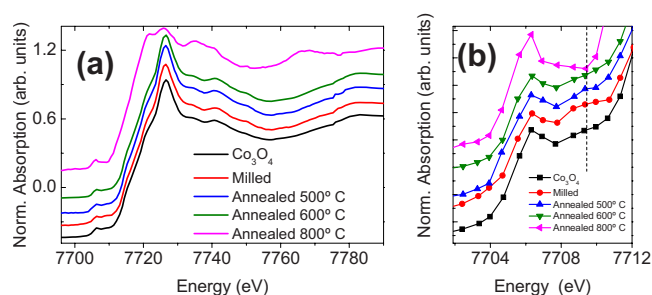 (a)
Norm. Absorption (arb. units)
1.2
0.6
0.0
Co₃O₄
Milled
Annealed 500º C
Annealed 600º C
Annealed 800º C
7700 7720 7740 7760 7780
Energy (eV)
(b)
Norm. Absorption (arb. units)
Co₃O₄
Milled
Annealed 500º C
Annealed 600º C
Annealed 800º C
7704 7706 7708 7710 7712
Energy (eV)